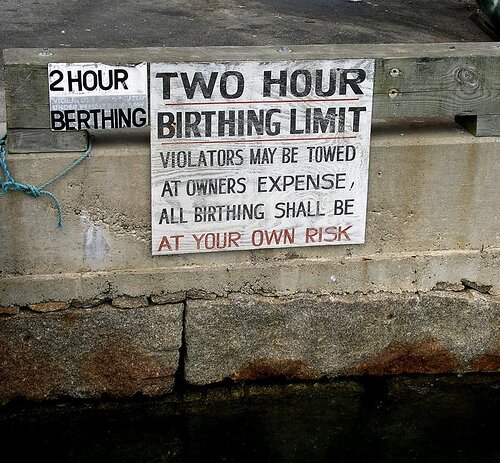 2 HOUR
BERTHING
TWO HOUR
BIRTHING LIMIT
VIOLATORS MAY BE TOWED
AT OWNERS EXPENSE,
ALL BIRTHING SHALL BE
AT YOUR OWN RISK